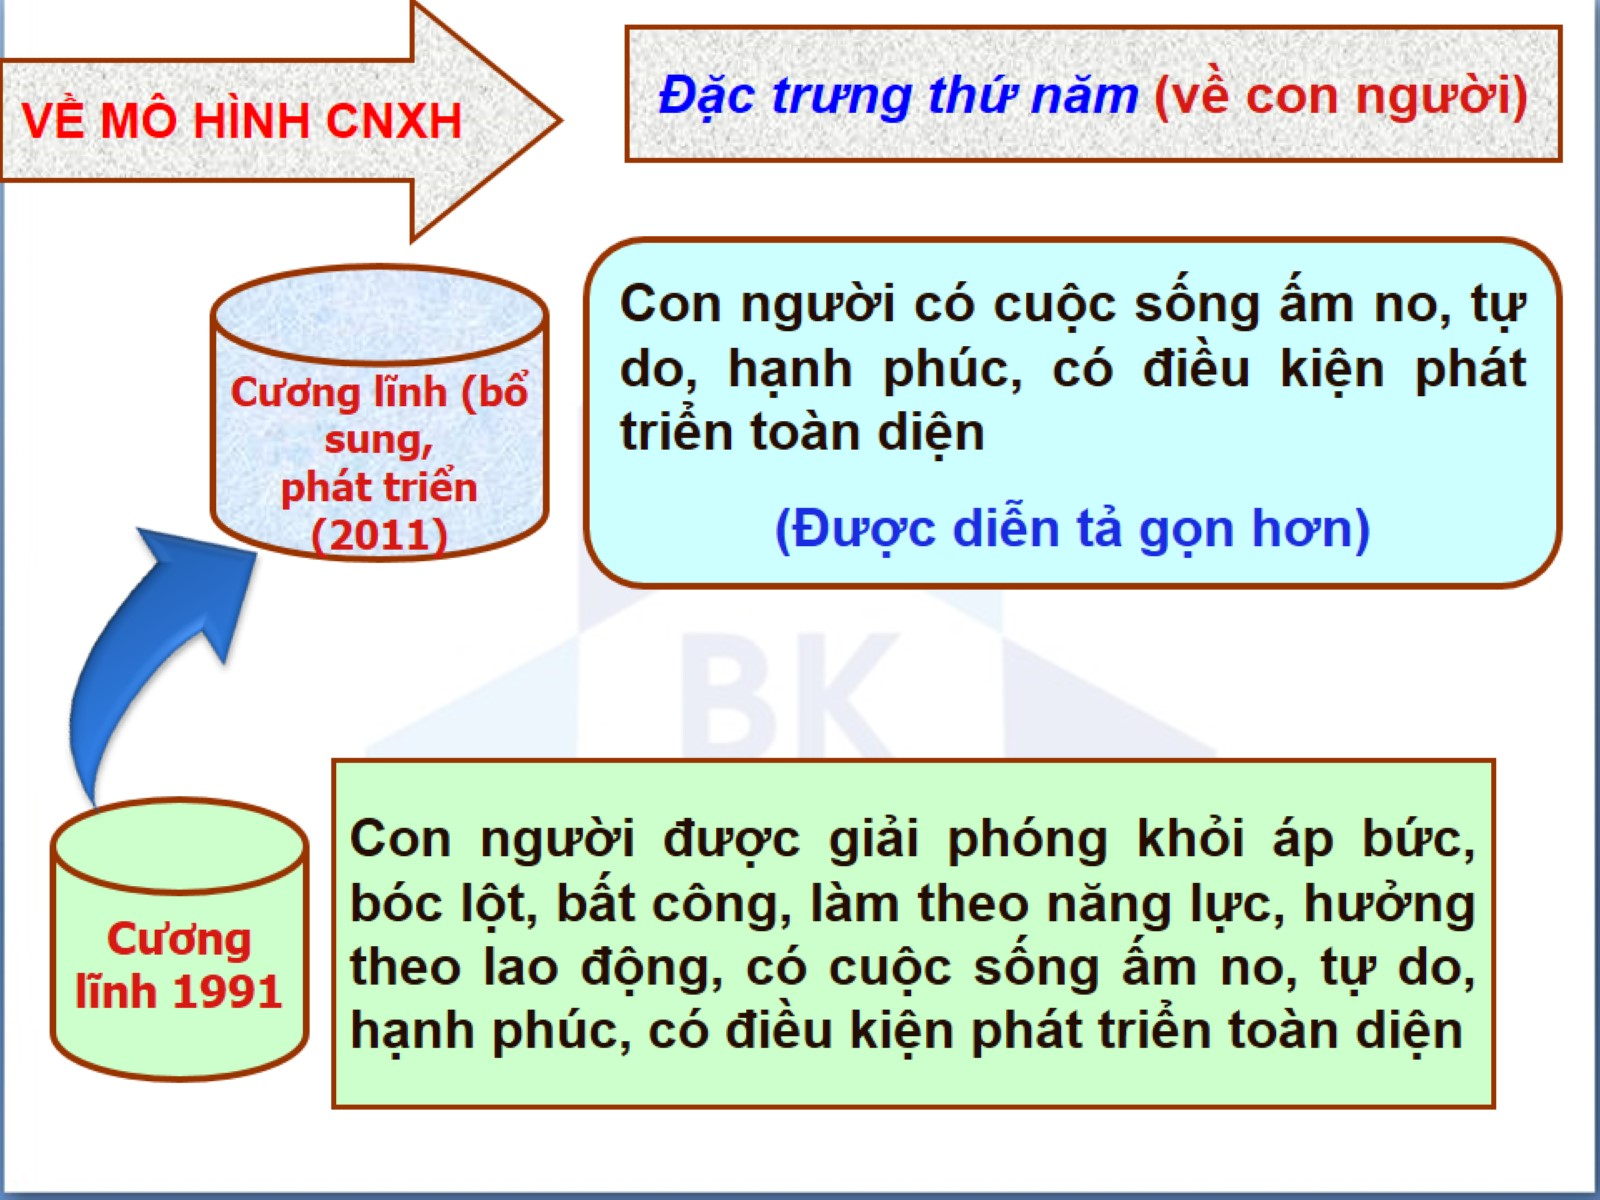 VỀ MÔ HÌNH CNXH
Đặc trưng thứ năm (về con người)
Cương lĩnh (bổ
sung,
phát triển
(2011)
Con người có cuộc sống ấm no, tự
do, hạnh phúc, có điều kiện phát
triển toàn diện
(Được diễn tả gọn hơn)
BK
Cương
lĩnh 1991
Con người được giải phóng khỏi áp bức,
bóc lột, bất công, làm theo năng lực, hưởng
theo lao động, có cuộc sống ấm no, tự do,
hạnh phúc, có điều kiện phát triển toàn diện